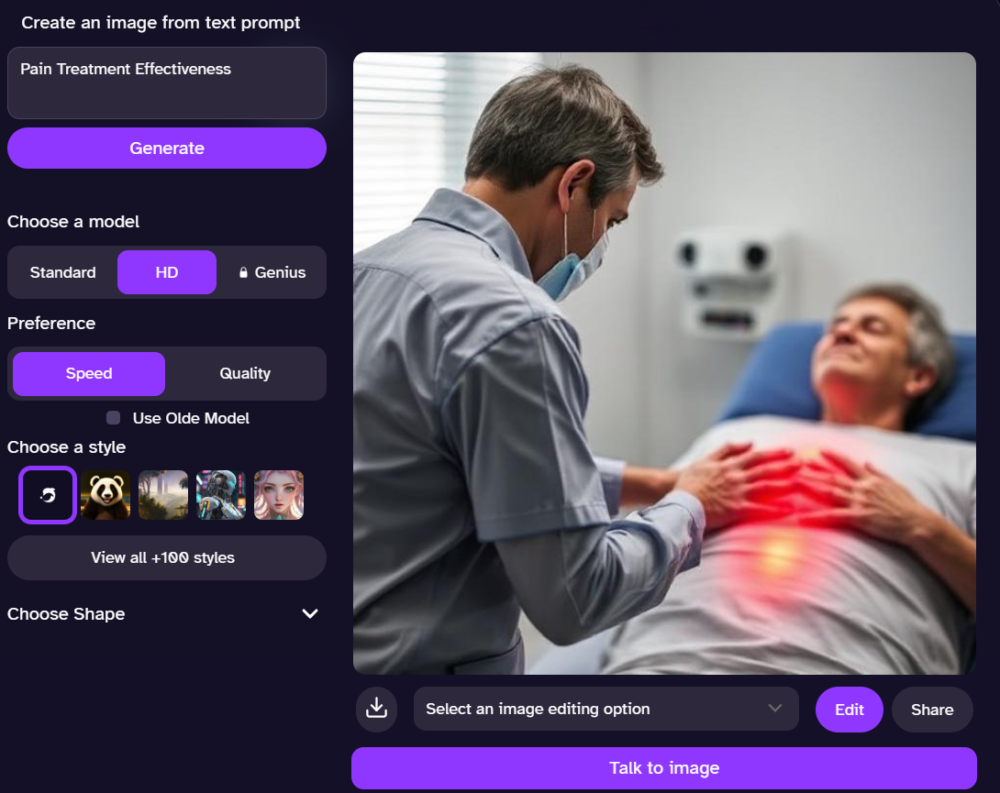 Create an image from text prompt
Pain Treatment Effectiveness
Generate
Choose a model
Standard
HD
Genius
Preference
Speed
Quality
Use Olde Model
Choose a style
View all +100 styles
Choose Shape
Select an image editing option
Edit
Share
Talk to image